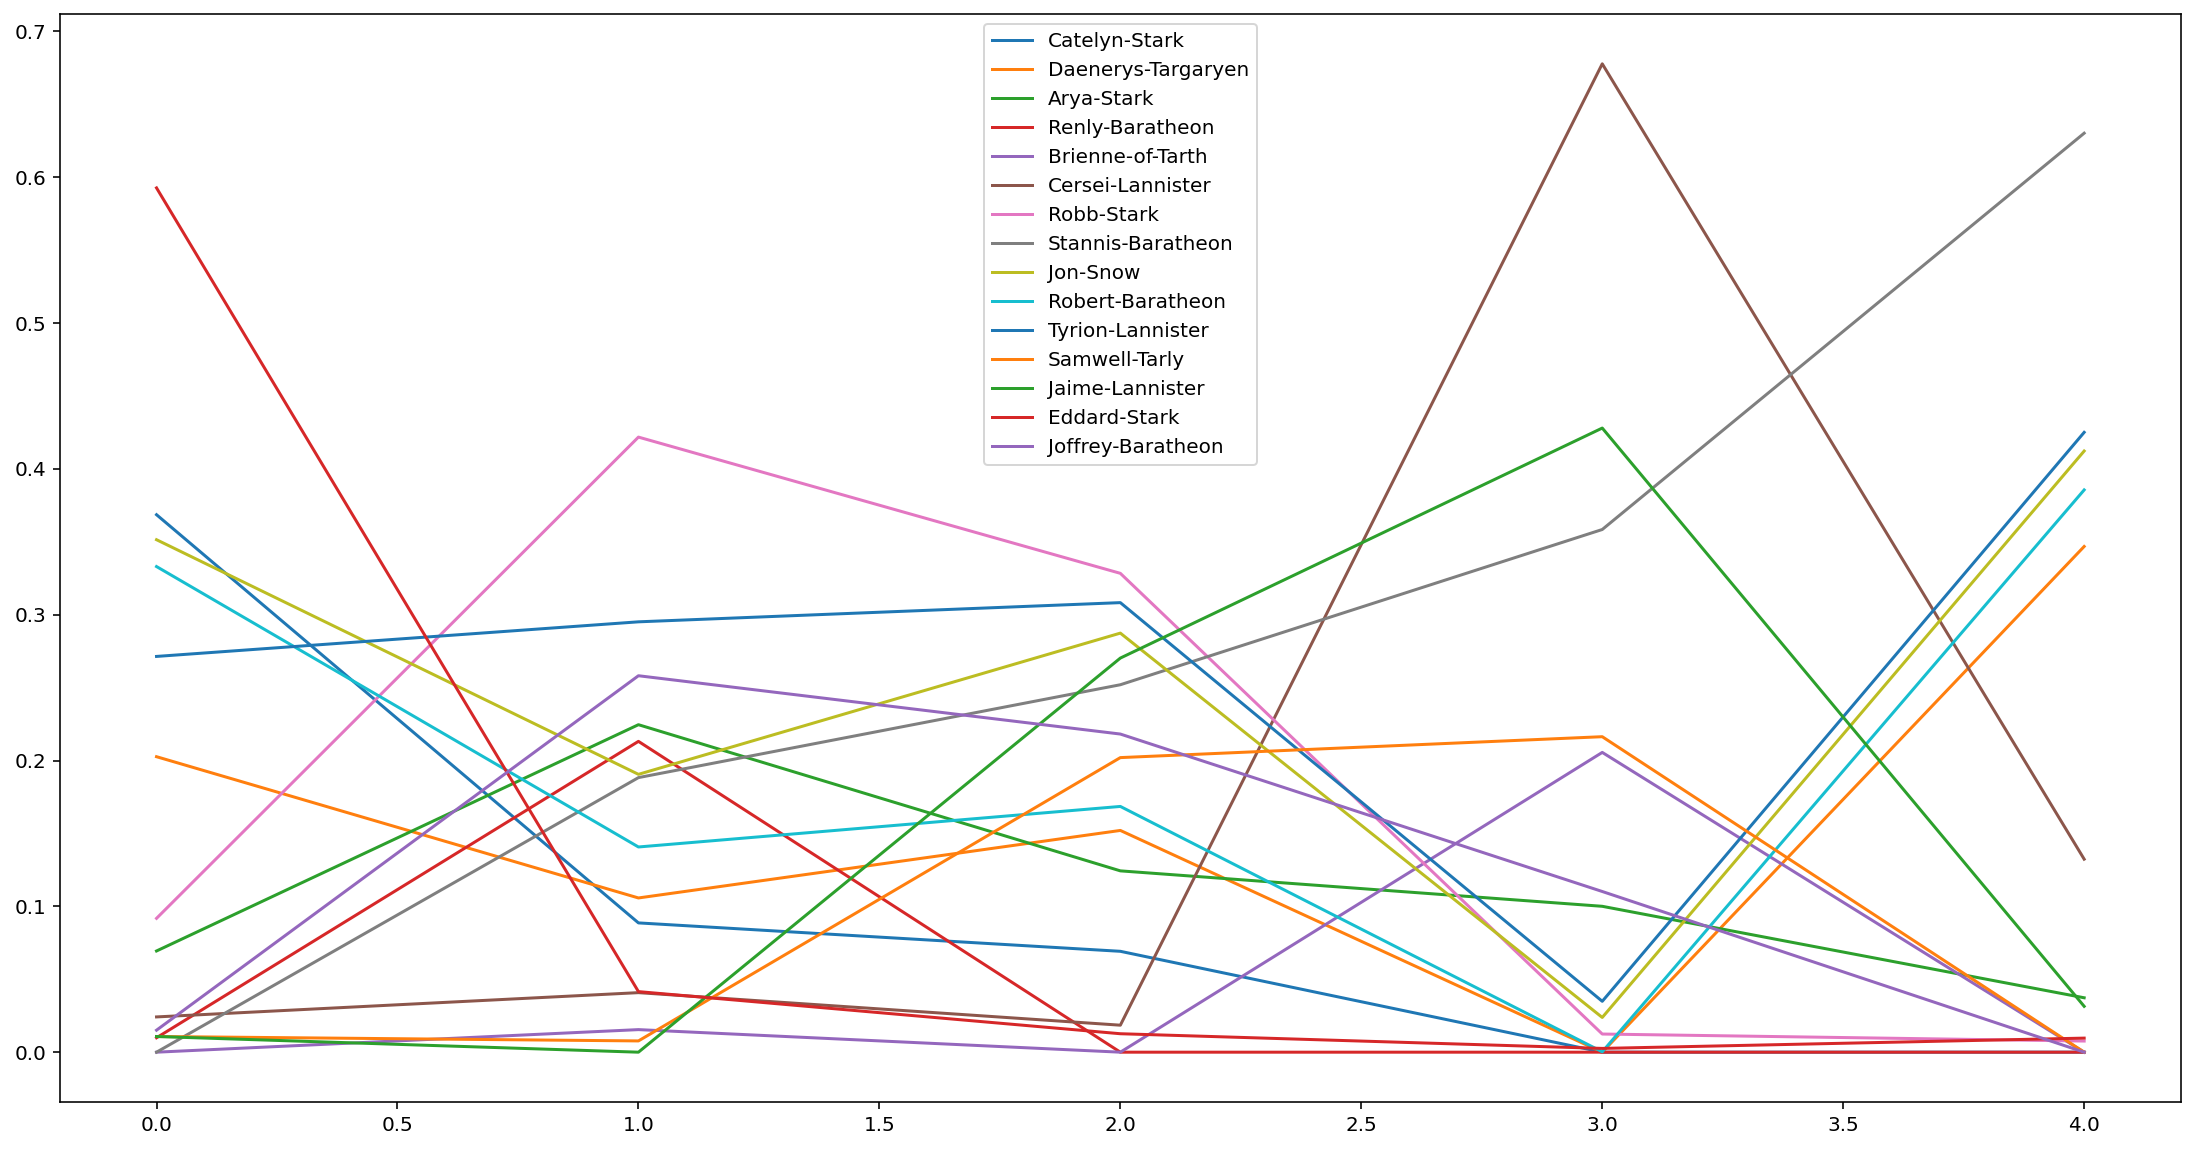 0.7
0.6
0.5
0.4
0.3
0.2
0.1
0.0
Catelyn-Stark
Daenerys-Targaryen
Arya-Stark
Renly-Baratheon
Brienne-of-Tarth
Cersei-Lannister
Robb-Stark
Stannis-Baratheon
Jon-Snow
Robert-Baratheon
Tyrion-Lannister
Samwell-Tarly
Jaime-Lannister
Eddard-Stark
Joffrey-Baratheon
0.0 0.5 1.0 1.5 2.0 2.5 3.0 3.5 4.0